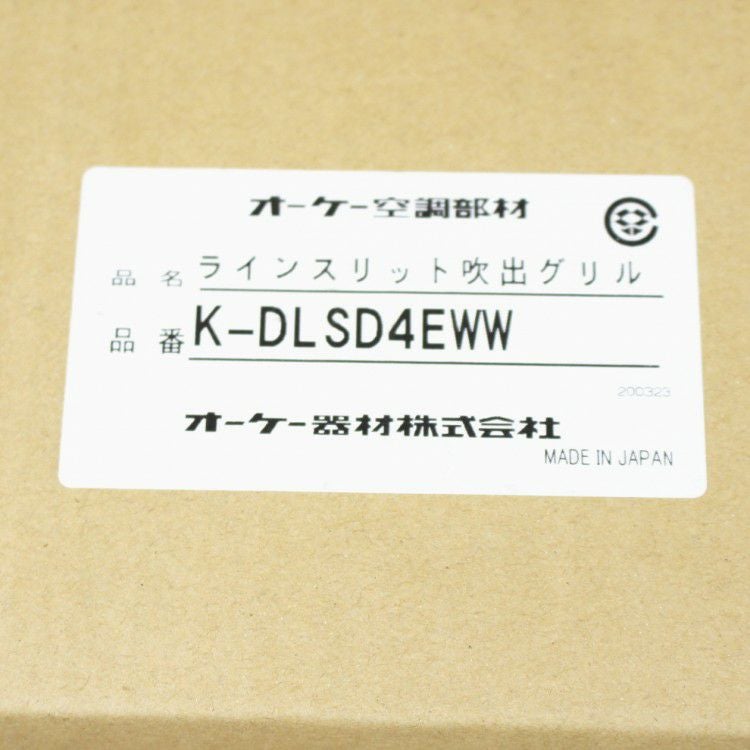 オーケー空調部材
品名 ラインスリット吹出グリル
品番 K-DLSD4EWW
200323
オーケー器材株式会社
MADE IN JAPAN